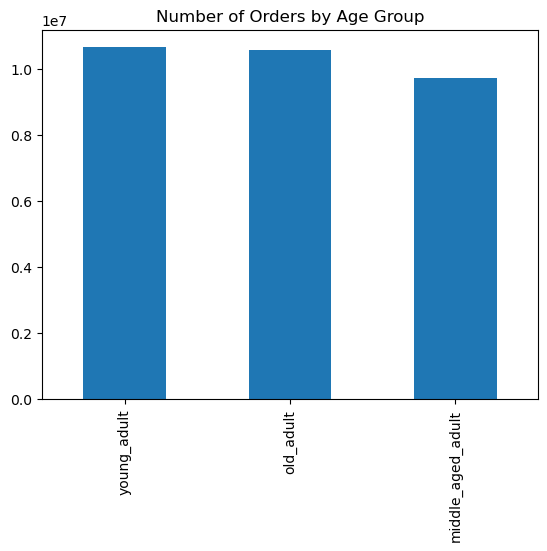 Number of Orders by Age Group
1e7
1.0
0.8
0.6
0.4
0.2
0.0
young_adult
old_adult
middle_aged_adult